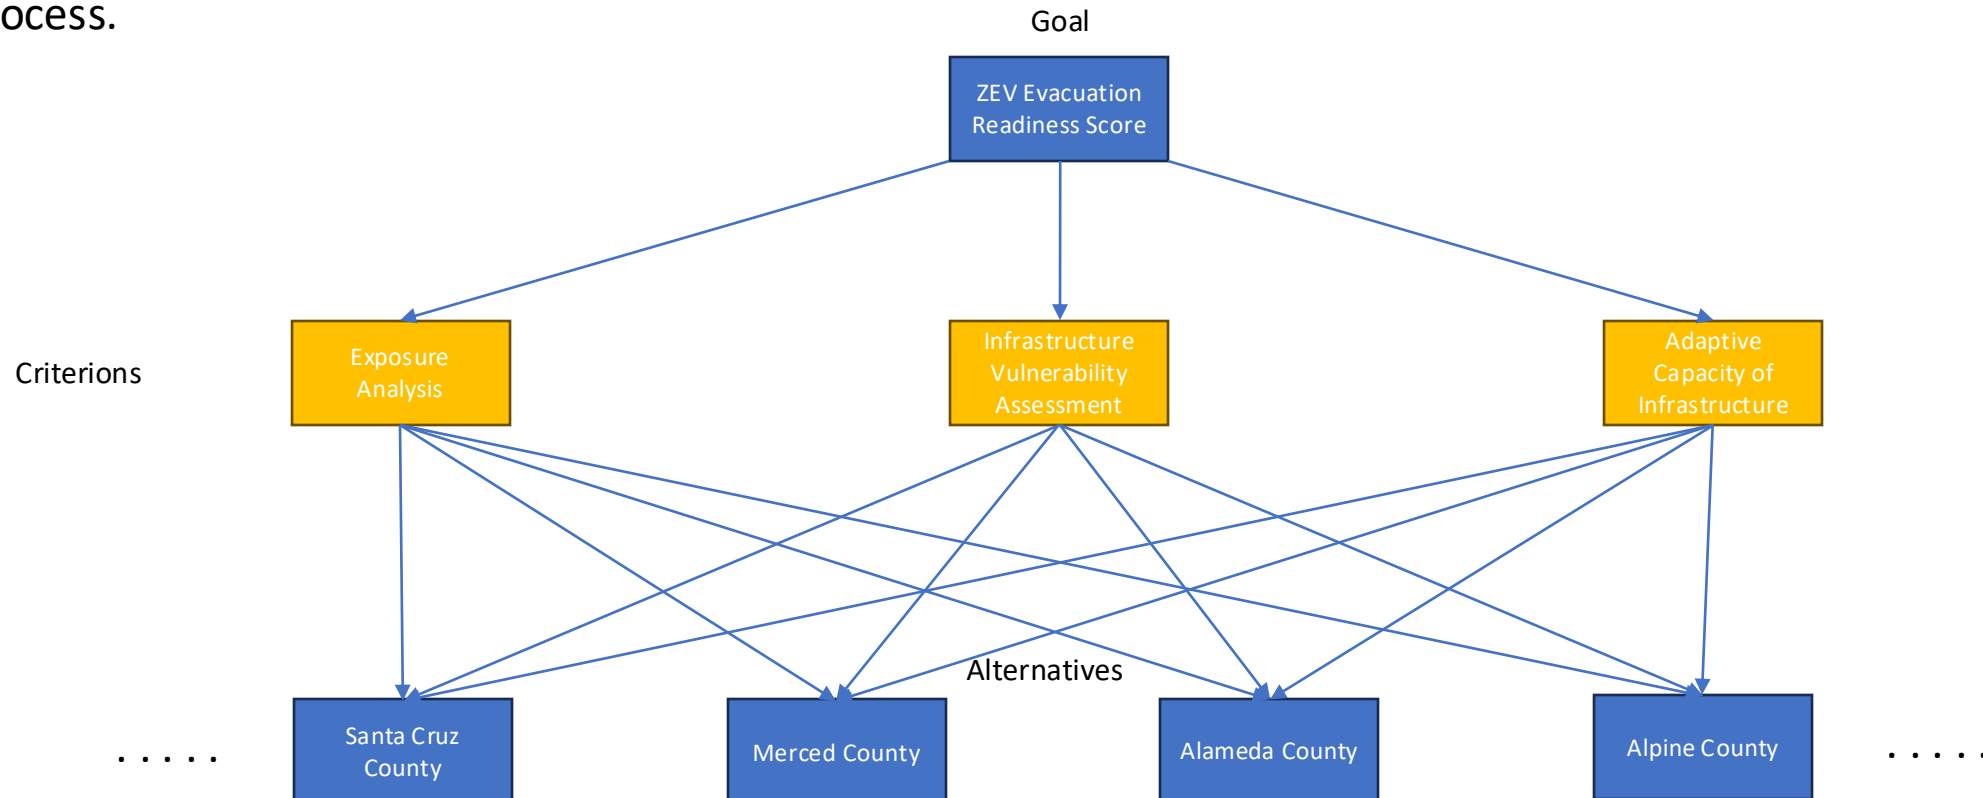 ocess.
Goal
ZEV Evacuation
Readiness Score
Criterions
Exposure
Analysis
Infrastructure
Vulnerability
Assessment
Adaptive
Capacity of
Infrastructure
Alternatives
. . . . .
Santa Cruz
County
Merced County
Alameda County
Alpine County
. . . . .